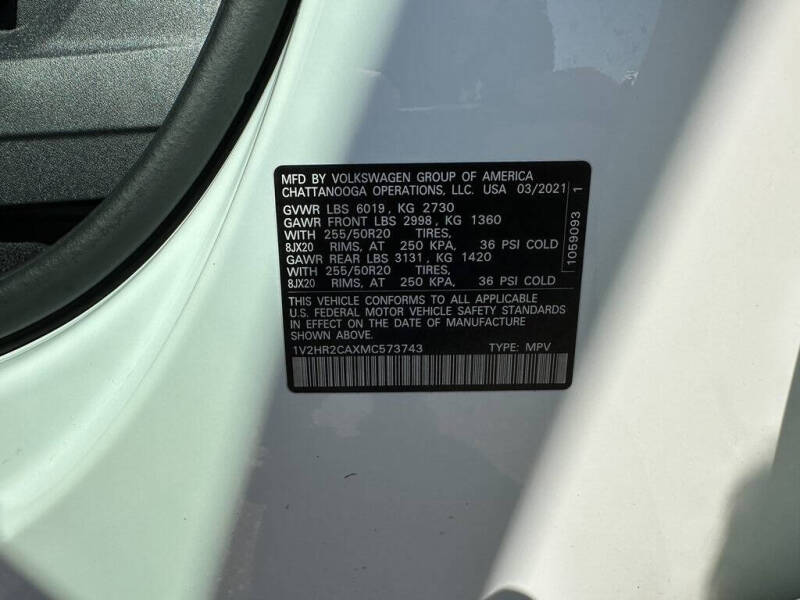 MFD BY VOLKSWAGEN GROUP OF AMERICA
CHATTANOOGA OPERATIONS, LLC. USA 03/2021
GVWR LBS 6019, KG 2730
GAWR FRONT LBS 2998, KG 1360
WITH 255/50R20 TIRES,
8JX20 RIMS, AT 250 KPA, 36 PSI COLD
GAWR REAR LBS 3131, KG 1420
WITH 255/50R20 TIRES,
8JX20 RIMS, AT 250 KPA, 36 PSI COLD
THIS VEHICLE CONFORMS TO ALL APPLICABLE
U.S. FEDERAL MOTOR VEHICLE SAFETY STANDARDS
IN EFFECT ON THE DATE OF MANUFACTURE
SHOWN ABOVE.
1V2HR2CAXMC573743 TYPE: MPV
1059093 1